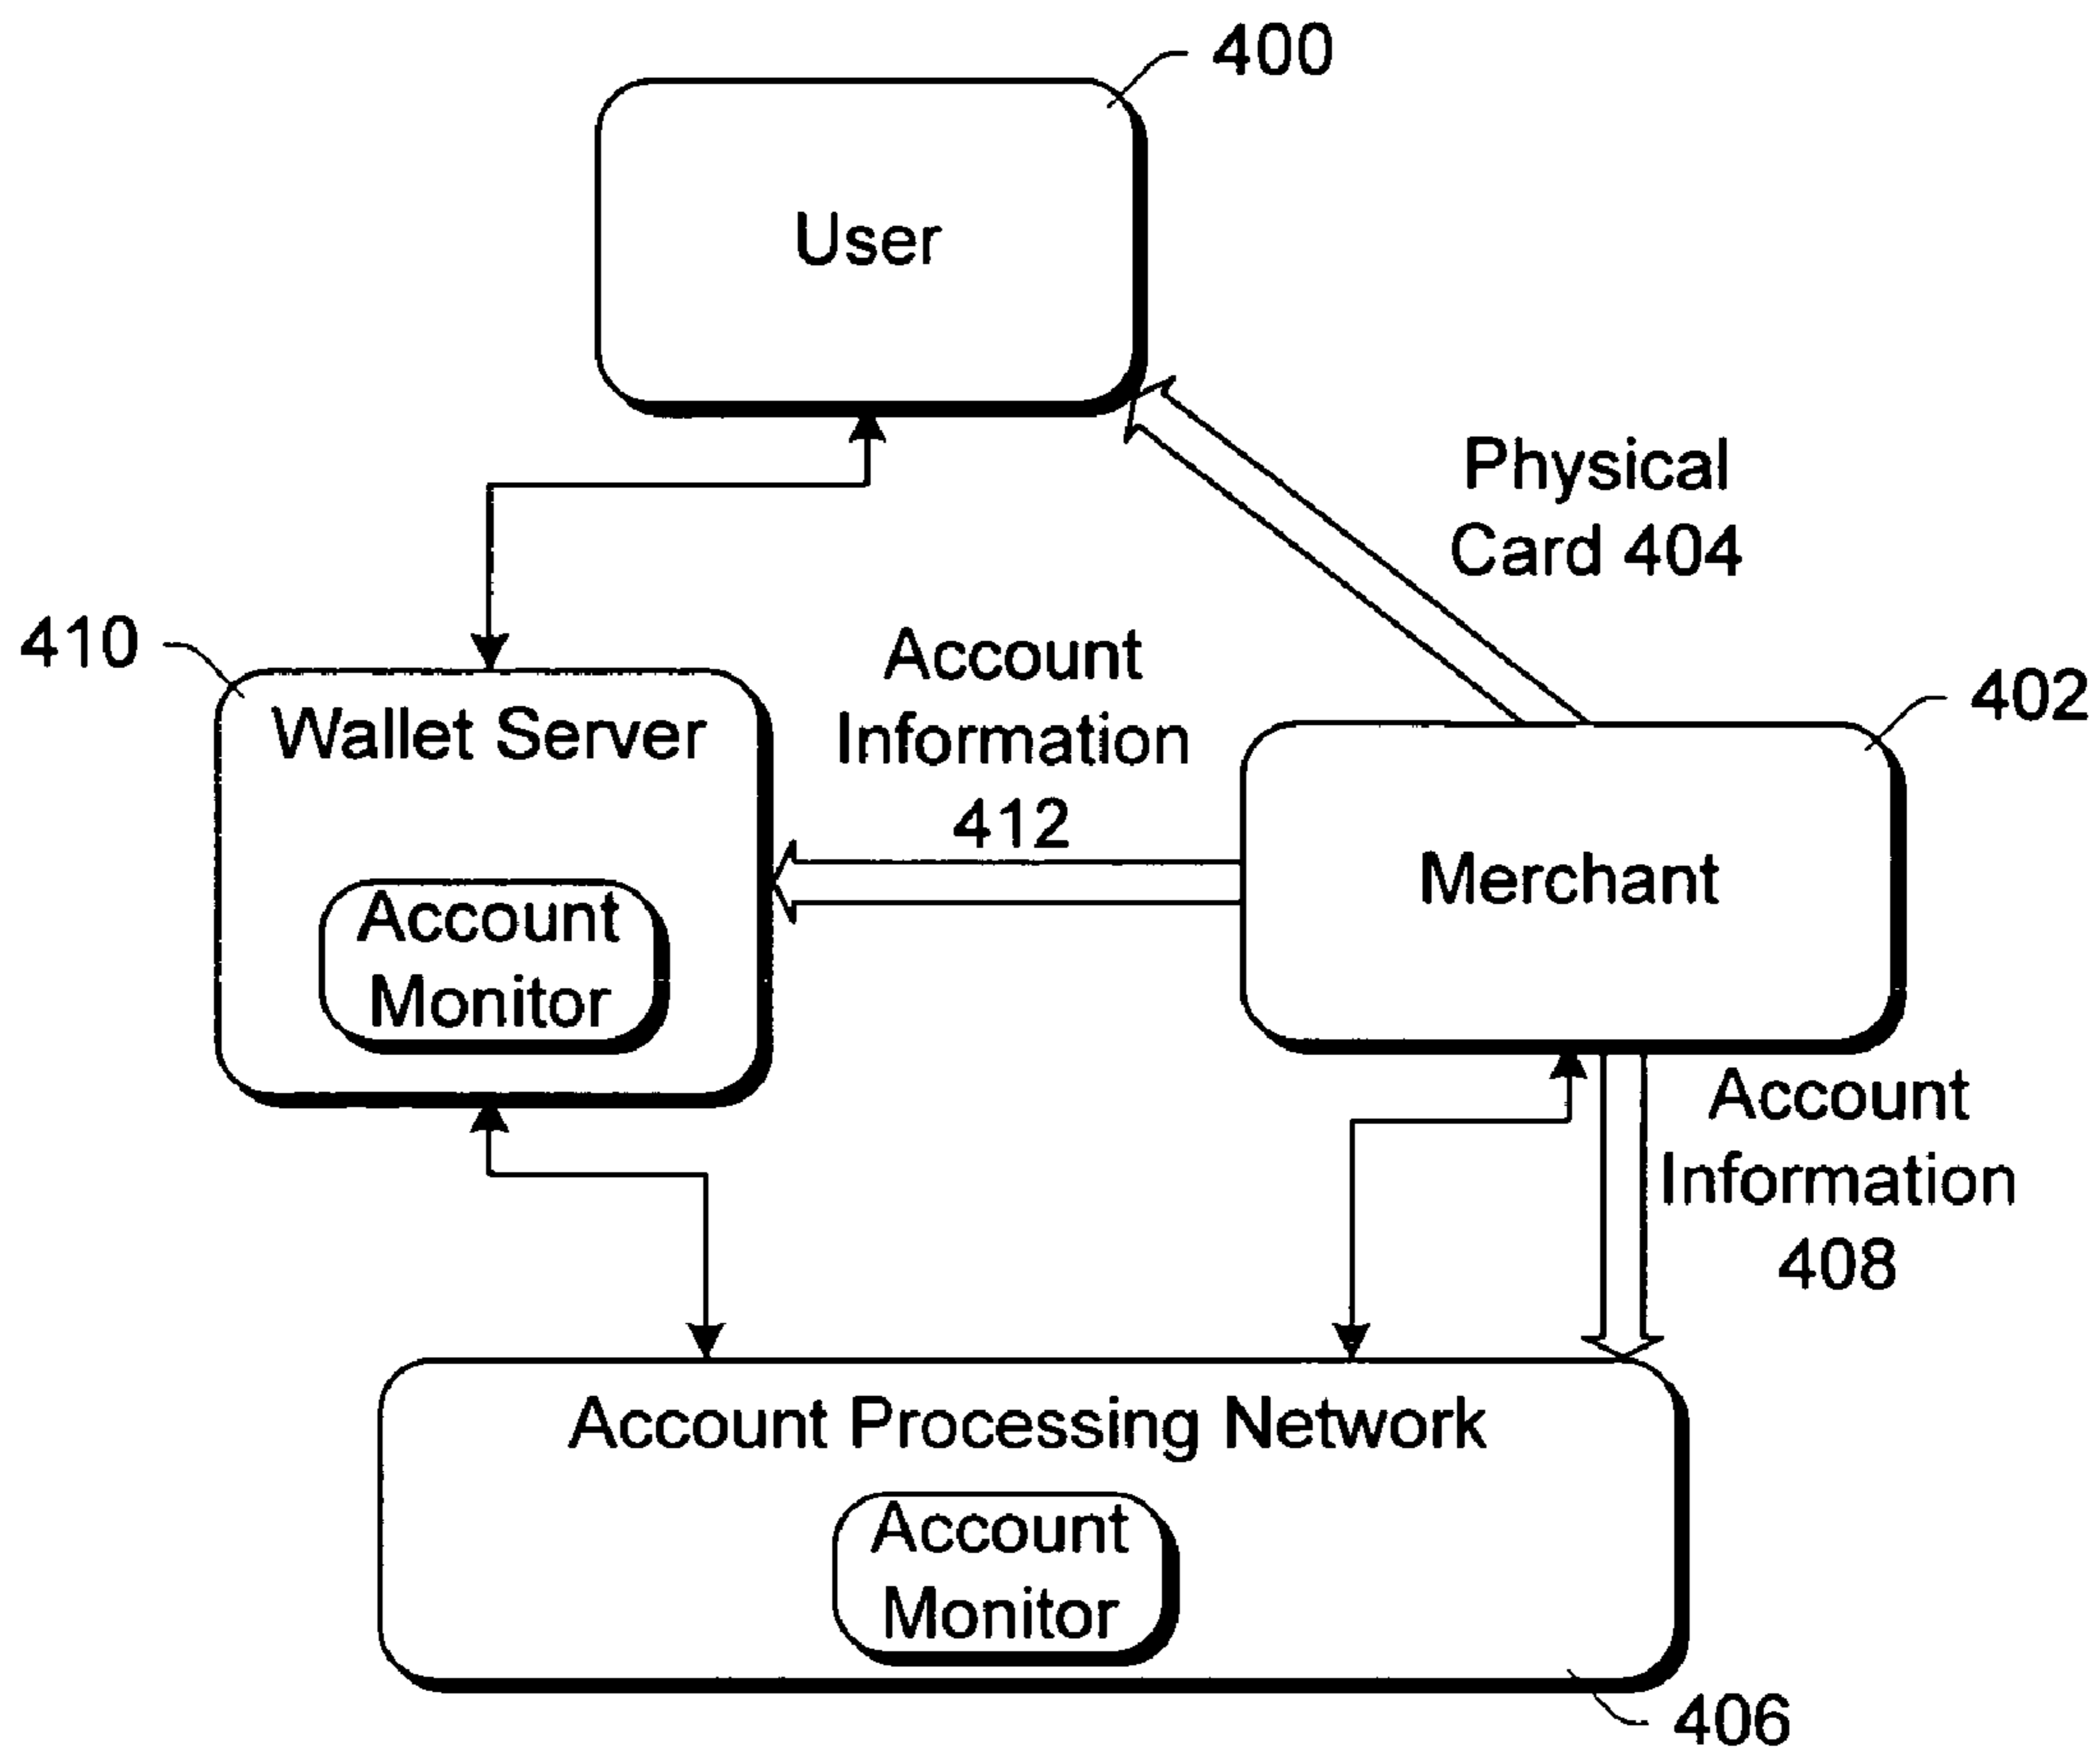 400
User
Physical
Card 404
410
Account
Information
412
402
Wallet Server
Merchant
Account
Monitor
Account
Information
408
Account Processing Network
Account
Monitor
406